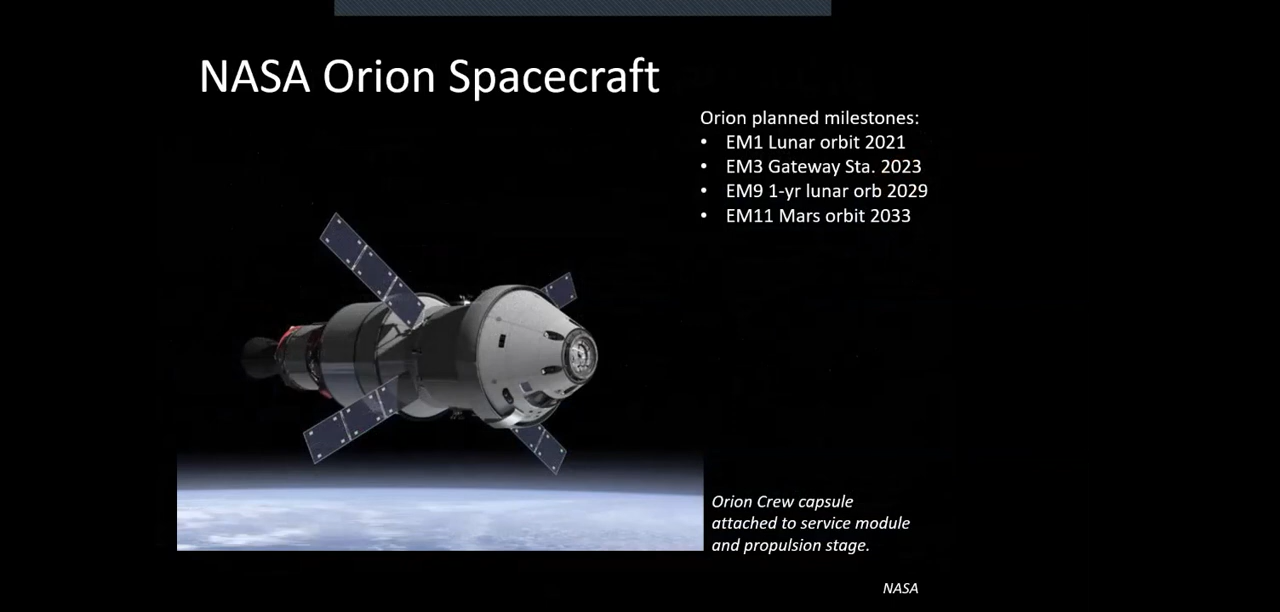 NASA Orion Spacecraft
Orion planned milestones:
• EM1 Lunar orbit 2021
• EM3 Gateway Sta. 2023
• EM9 1-yr lunar orb 2029
• EM11 Mars orbit 2033
Orion Crew capsule
attached to service module
and propulsion stage.
NASA